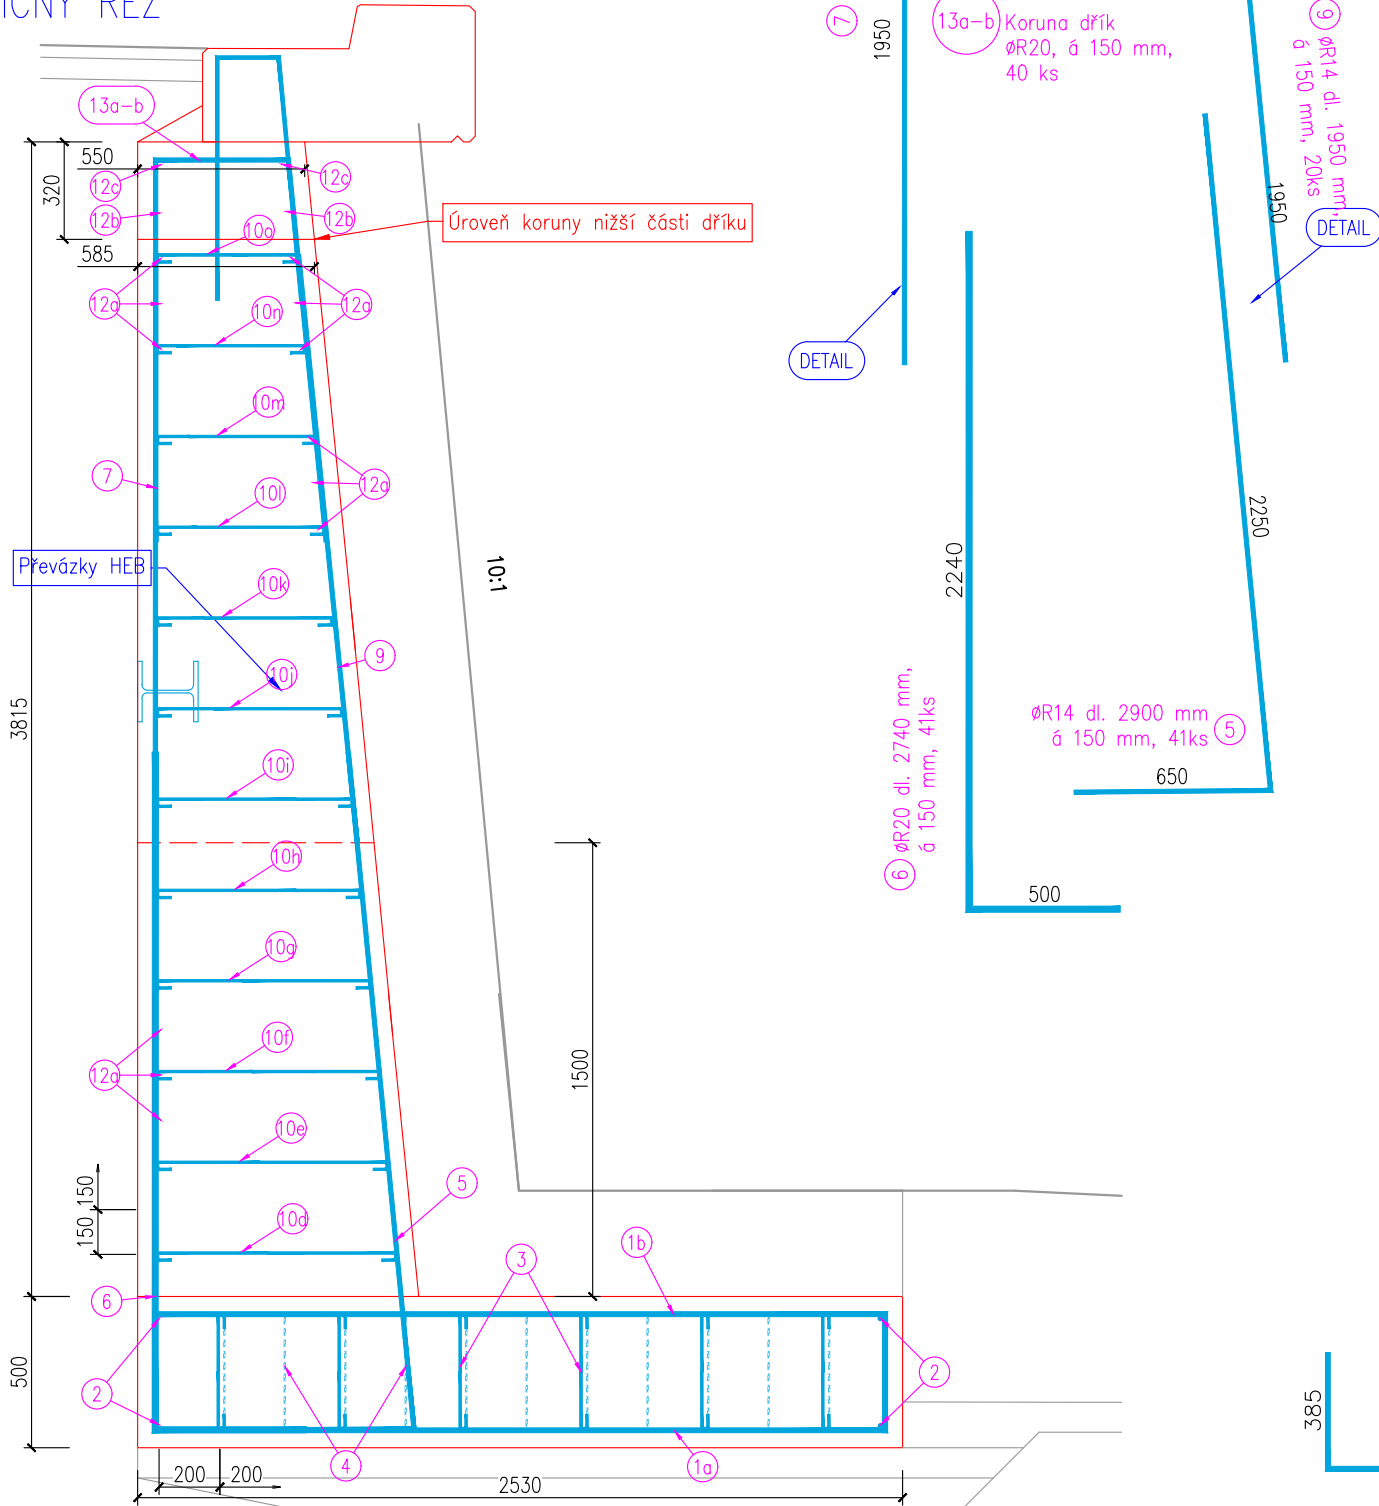 7
1950
13a-b
Koruna dřík
øR20, á 150 mm,
40 ks
9
øR14 dl. 1950 mm,
á 150 mm, 20ks
13a-b
550
320
12c
12c
12b
12b
Úroveň koruny nižší části dříku
10o
585
1950
DETAIL
12a
12a
10n
DETAIL
10m
7
12a
10l
2250
10:1
2240
Převázky HEB
10k
9
10j
3815
øR14 dl. 2900 mm
á 150 mm, 41ks
5
6
øR20 dl. 2740 mm,
á 150 mm, 41ks
10i
650
10h
500
10g
10f
1500
12a
10e
5
150
150
10d
1b
3
6
500
2
2
385
4
1a
200
200
2530